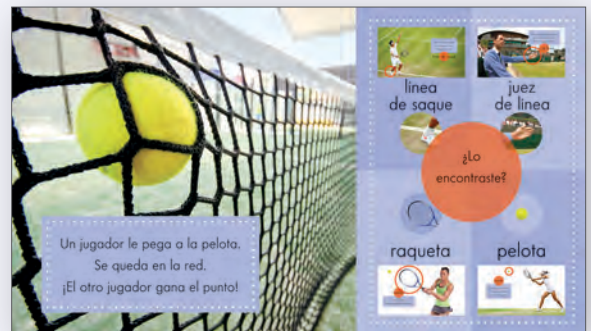 Un jugador le pega a la pelota.
Se queda en la red.
¡El otro jugador gana el punto!
línea
de saque
juez
de línea
¿Lo
encontraste?
raqueta
pelota